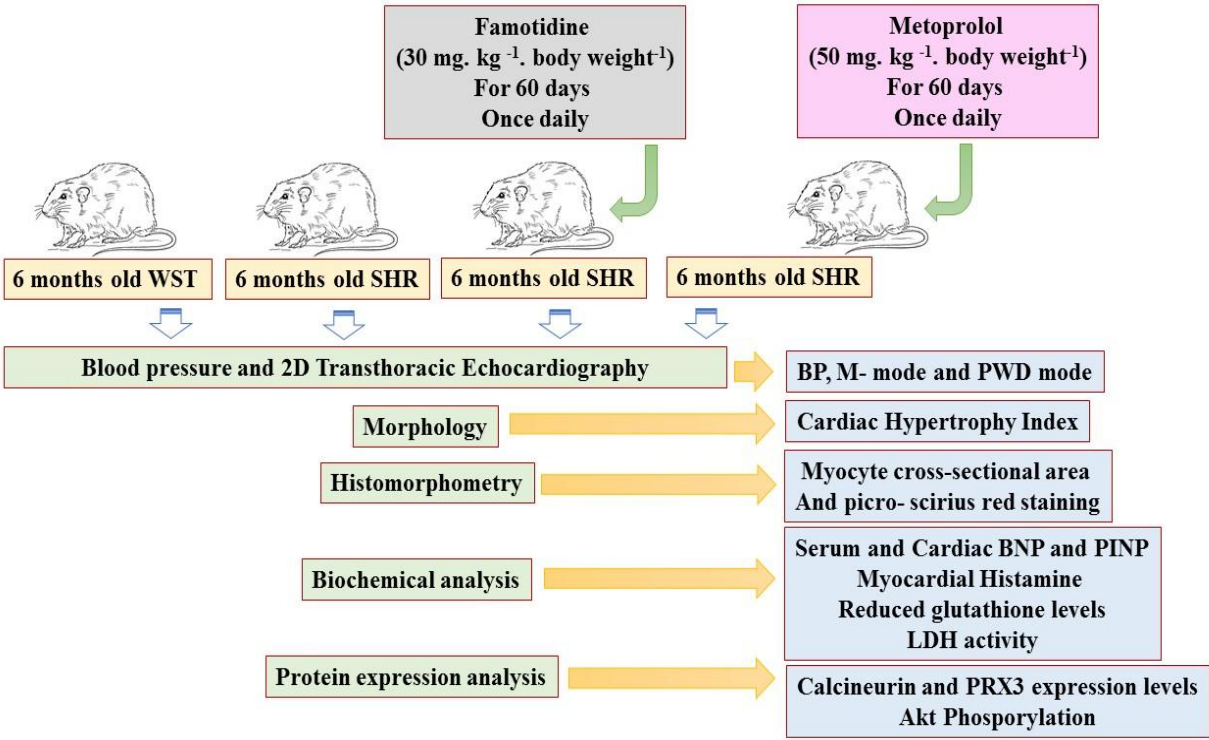 Famotidine
(30 mg. kg -1. body weight-1)
For 60 days
Once daily
Metoprolol
(50 mg. kg -1. body weight-1)
For 60 days
Once daily
6 months old WST
6 months old SHR
6 months old SHR
6 months old SHR
Blood pressure and 2D Transthoracic Echocardiography
BP, M- mode and PWD mode
Morphology
Cardiac Hypertrophy Index
Histomorphometry
Myocyte cross-sectional area
And picro- scirius red staining
Biochemical analysis
Serum and Cardiac BNP and PINP
Myocardial Histamine
Reduced glutathione levels
LDH activity
Protein expression analysis
Calcineurin and PRX3 expression levels
Akt Phosporylation